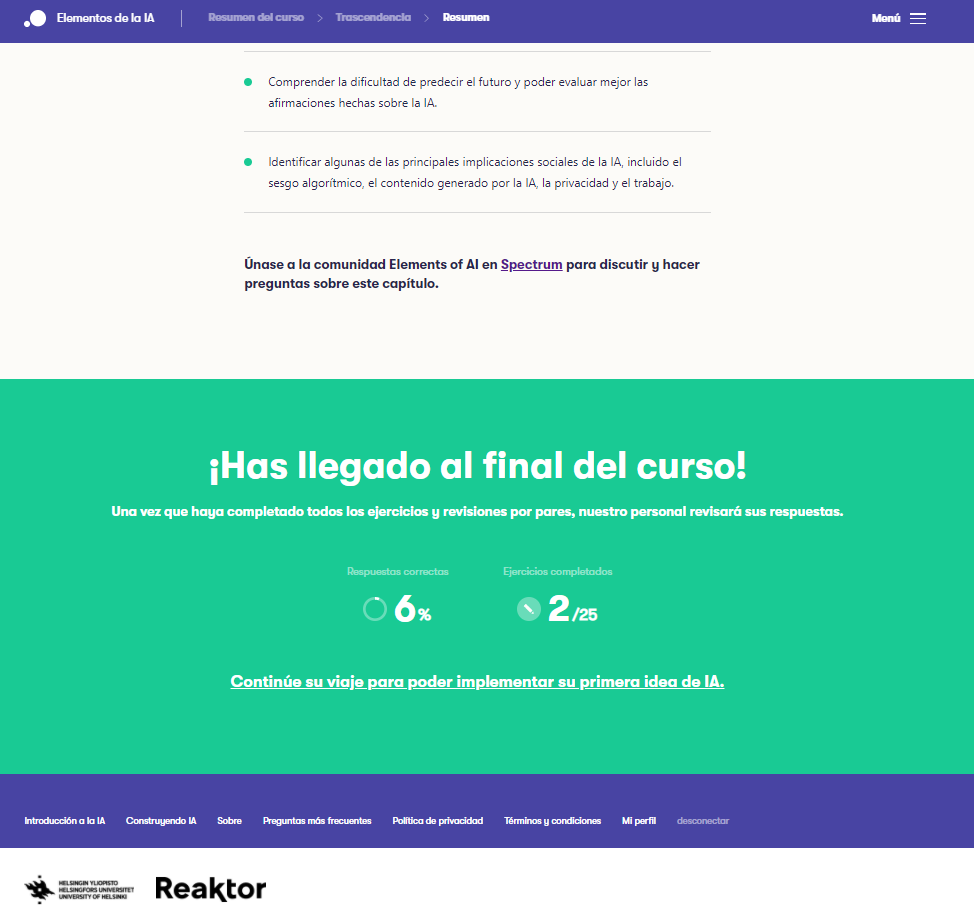 Elementos de la IA
Resumen del curso > Trascendencia > Resumen
Menú
Comprender la dificultad de predecir el futuro y poder evaluar mejor las
afirmaciones hechas sobre la IA.
Identificar algunas de las principales implicaciones sociales de la IA, incluido el
sesgo algorítmico, el contenido generado por la IA, la privacidad y el trabajo.
Únase a la comunidad Elements of AI en Spectrum para discutir y hacer
preguntas sobre este capítulo.
¡Has llegado al final del curso!
Una vez que haya completado todos los ejercicios y revisiones por pares, nuestro personal revisará sus respuestas.
Respuestas correctas
6%
Ejercicios completados
2/25
Continúe su viaje para poder implementar su primera idea de IA.
Introducción a la IA
Construyendo IA
Sobre
Preguntas más frecuentes
Política de privacidad
Términos y condiciones
Mi perfil
desconectar
HELSINGIN YLIOPISTO
HELSINGFORS UNIVERSITET
UNIVERSITY OF HELSINKI
Reaktor